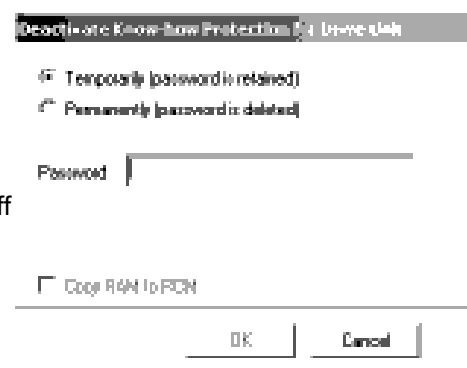 Deactivate Know-how Protection for Drive Unit
Temporarily (password is retained)
Permanently (password is deleted)
Password
ff
Copy RAM to ROM
OK
Cancel